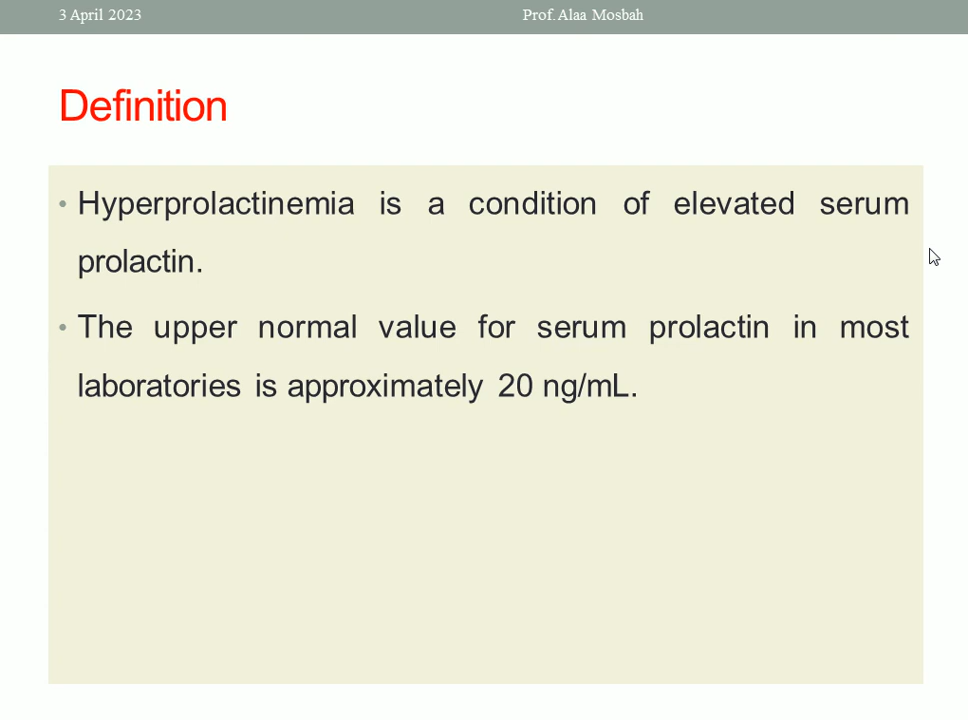 3 April 2023
Prof. Alaa Mosbah
Definition
• Hyperprolactinemia is a condition of elevated serum
prolactin.
• The upper normal value for serum prolactin in most
laboratories is approximately 20 ng/mL.